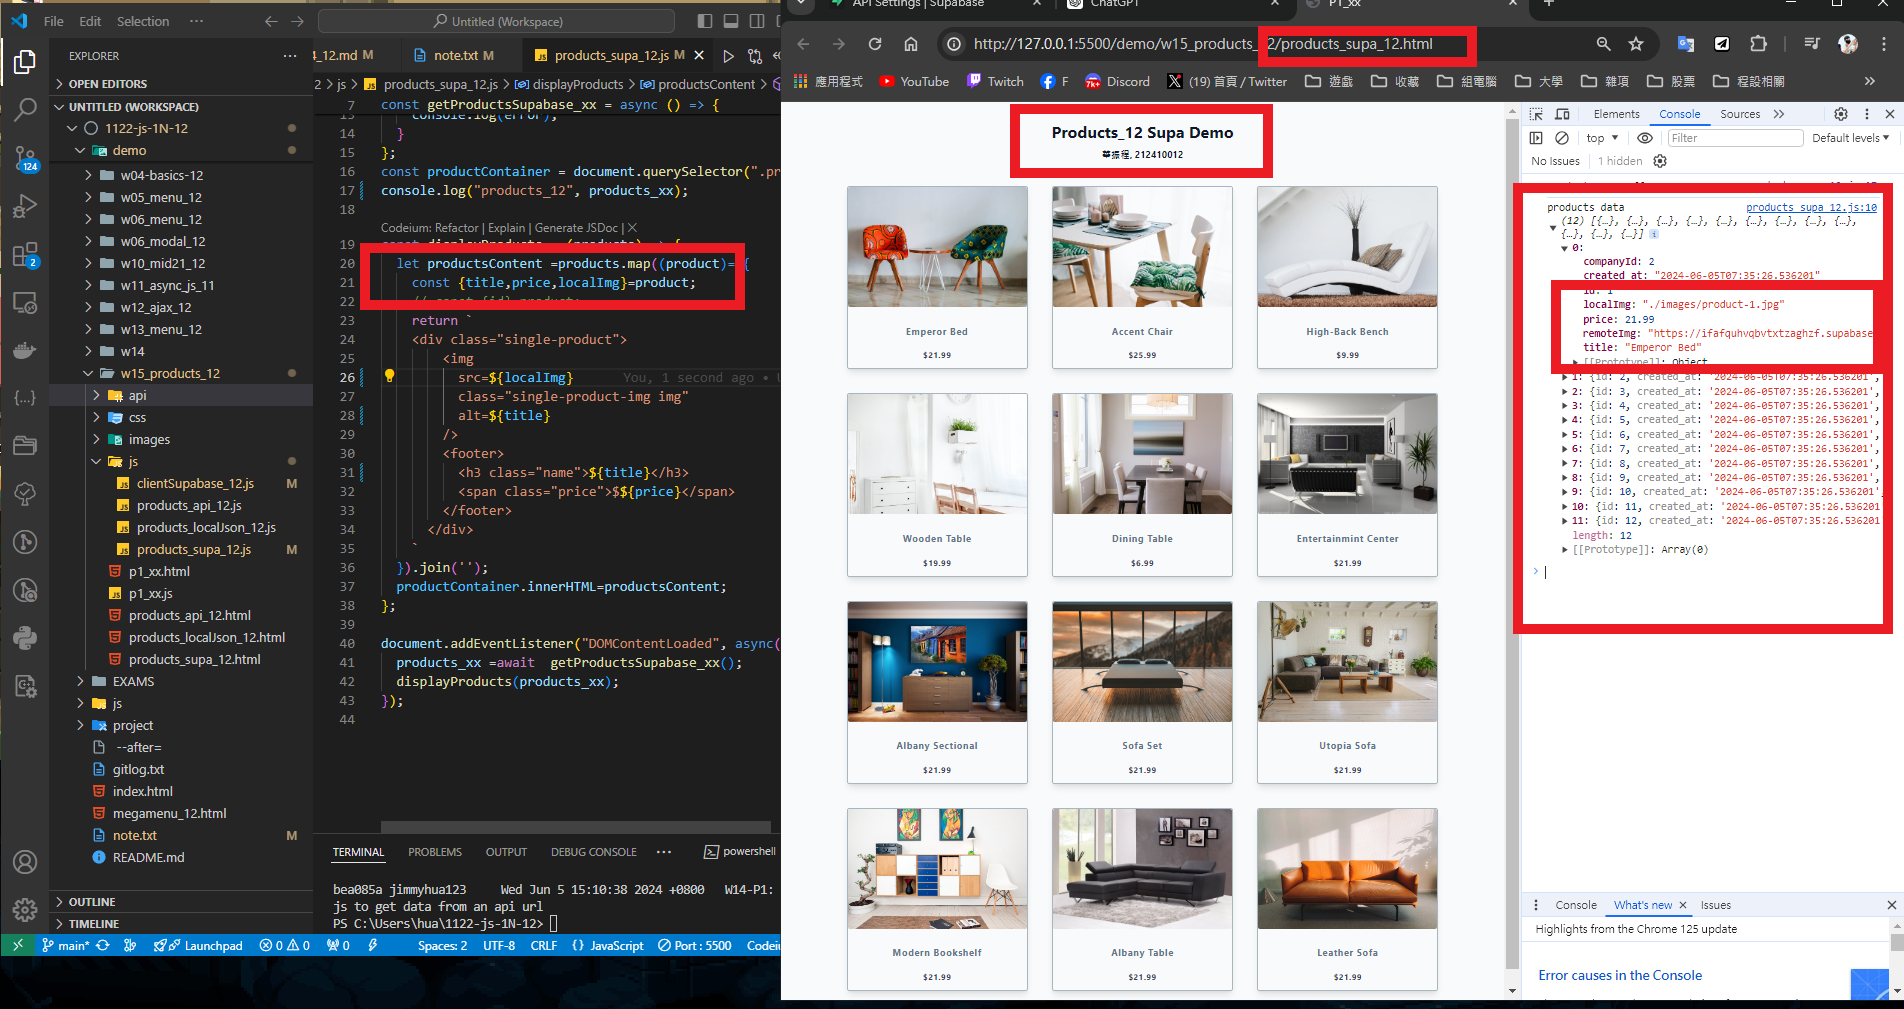 File Edit Selection ··· Untitled (Workspace)
EXPLORER ···
OPEN EDITORS
UNTITLED (WORKSPACE)
1122-js-1N-12
demo
w04-basics-12
w05_menu_12
w06_menu_12
w06_modal_12
w10_mid21_12
w11_async_js_11
w12_ajax_12
w13_menu_12
w14
w15_products_12
api
css
images
js
clientSupabase_12.js M
products_api_12.js
products_localJson_12.js
products_supa_12.js M
p1_xx.html
p1_xx.js
products_api_12.html
products_localJson_12.html
products_supa_12.html
EXAMS
js
project
--after=
gitlog.txt
index.html
megamenu_12.html
note.txt M
README.md
OUTLINE
TIMELINE
124
2
4_12.md M note.txt M products_supa_12.js M
2 > js > products_supa_12.js > displayProducts > productsContent
7 const getProductsSupabase_xx = async () => {
13 console.log(error);
14 }
15 };
16 const productContainer = document.querySelector(".pr
17 console.log("products_12", products_xx);
18
Codeium: Refactor | Explain | Generate JSDoc | X
19
20 let productsContent =products.map((product)= {
21 const {title,price,localImg}=product;
22
23 return `
24 <div class="single-product">
25 <img
26 src=${localImg} You, 1 second ago •
27 class="single-product-img img"
28 alt=${title}
29 />
30 <footer>
31 <h3 class="name">${title}</h3>
32 <span class="price">$${price}</span>
33 </footer>
34 </div>
35 `
36 }).join('');
37 productContainer.innerHTML=productsContent;
38 };
39
40 document.addEventListener("DOMContentLoaded", async(
41 products_xx =await getProductsSupabase_xx();
42 displayProducts(products_xx);
43 });
44
TERMINAL PROBLEMS OUTPUT DEBUG CONSOLE ··· powershell
bea085a jimmyhua123 Wed Jun 5 15:10:38 2024 +0800 W14-P1:
js to get data from an api url
PS C:\Users\hua\1122-js-1N-12>
main* Launchpad 0 0 0 Spaces: 2 UTF-8 CRLF {} JavaScript Port : 5500 Codeiu
API Settings | Supabase ChatGPT P1_xx
http://127.0.0.1:5500/demo/w15_products_ 2/products_supa_12.html
應用程式 YouTube Twitch F Discord (19) 首頁 / Twitter 遊戲 收藏 組電腦 大學 雜項 股票 程設相關
Products_12 Supa Demo
華振程, 212410012
Emperor Bed
$21.99
Accent Chair
$25.99
High-Back Bench
$9.99
Wooden Table
$19.99
Dining Table
$6.99
Entertainmint Center
$21.99
Albany Sectional
$21.99
Sofa Set
$21.99
Utopia Sofa
$21.99
Modern Bookshelf
$21.99
Albany Table
$21.99
Leather Sofa
$21.99
Elements Console Sources
top Filter Default levels
No Issues 1 hidden
products data products_supa_12.js:10
(12) [{…}, {…}, {…}, {…}, {…}, {…}, {…}, {…}, {…},
{…}, {…}, {…}]
0:
companyId: 2
created_at: "2024-06-05T07:35:26.536201"
id: 1
localImg: "./images/product-1.jpg"
price: 21.99
remoteImg: "https://ifafquhvqbvtxtzaghzf.supabase
title: "Emperor Bed"
[[Prototype]]: Object
1: {id: 2, created_at: '2024-06-05T07:35:26.536201',
2: {id: 3, created_at: '2024-06-05T07:35:26.536201',
3: {id: 4, created_at: '2024-06-05T07:35:26.536201',
4: {id: 5, created_at: '2024-06-05T07:35:26.536201',
5: {id: 6, created_at: '2024-06-05T07:35:26.536201',
6: {id: 7, created_at: '2024-06-05T07:35:26.536201',
7: {id: 8, created_at: '2024-06-05T07:35:26.536201',
8: {id: 9, created_at: '2024-06-05T07:35:26.536201',
9: {id: 10, created_at: '2024-06-05T07:35:26.536201',
10: {id: 11, created_at: '2024-06-05T07:35:26.536201
11: {id: 12, created_at: '2024-06-05T07:35:26.536201
length: 12
[[Prototype]]: Array(0)
Console What's new Issues
Highlights from the Chrome 125 update
Error causes in the Console